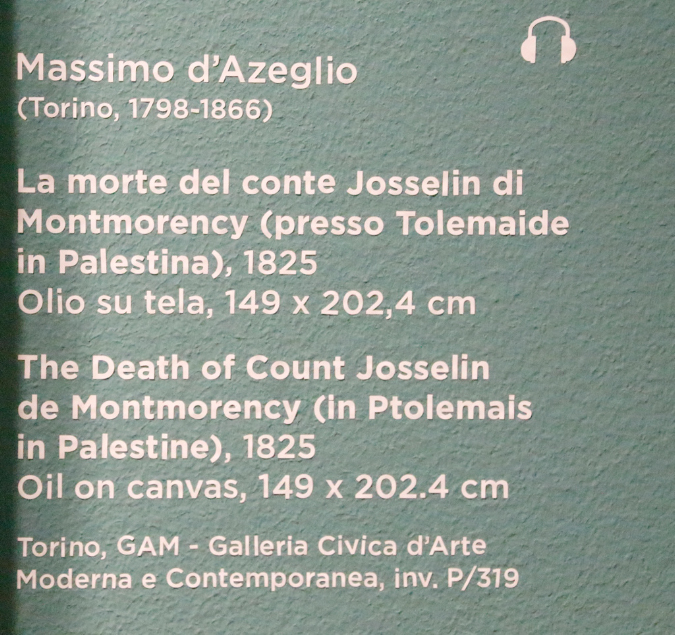 Massimo d'Azeglio
(Torino, 1798-1866)
La morte del conte Josselin di
Montmorency (presso Tolemaide
in Palestina), 1825
Olio su tela, 149 x 202,4 cm
The Death of Count Josselin
de Montmorency (in Ptolemais
in Palestine), 1825
Oil on canvas, 149 x 202.4 cm
Torino, GAM - Galleria Civica d'Arte
Moderna e Contemporanea, inv. P/319